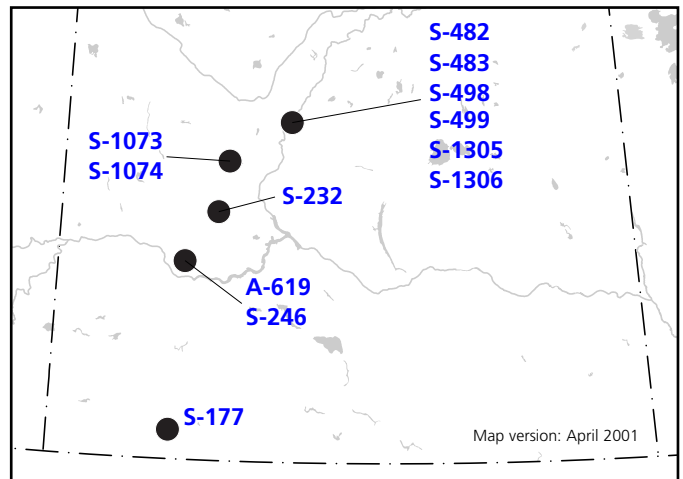 S-482
S-483
S-498
S-499
S-1305
S-1306
S-1073
S-1074
S-232
A-619
S-246
S-177
Map version: April 2001